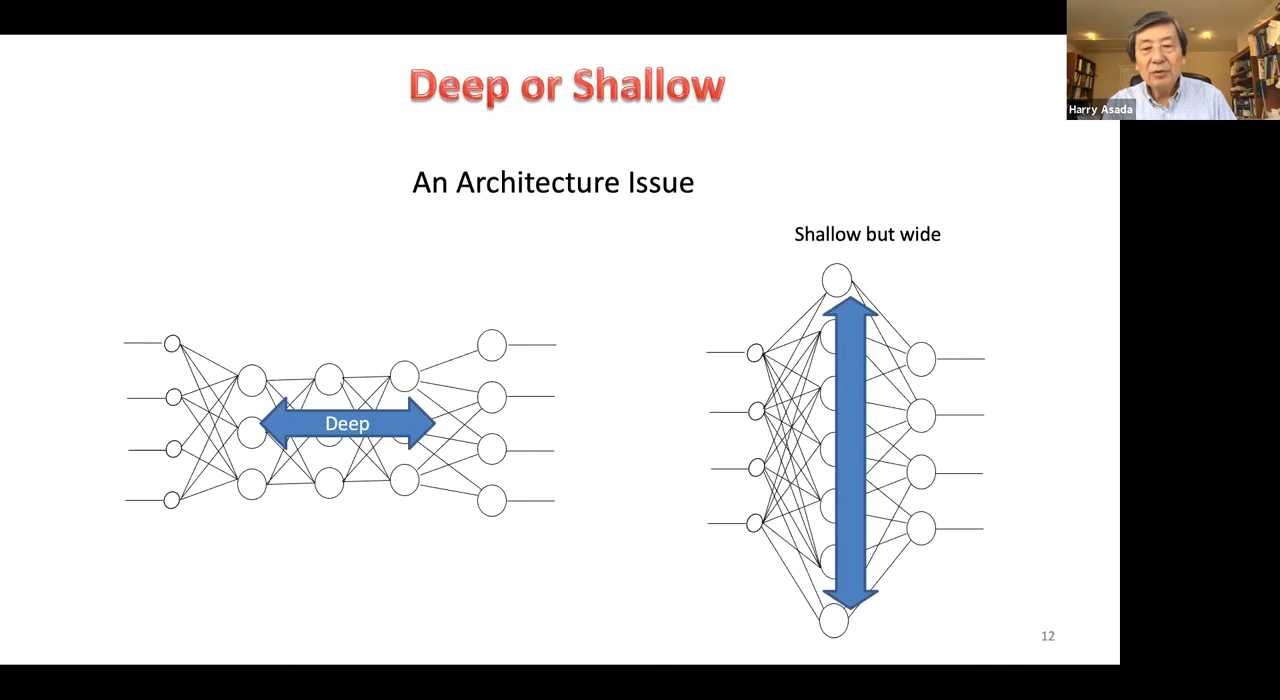 Deep or Shallow
Harry Asada
An Architecture Issue
Shallow but wide
Deep
12